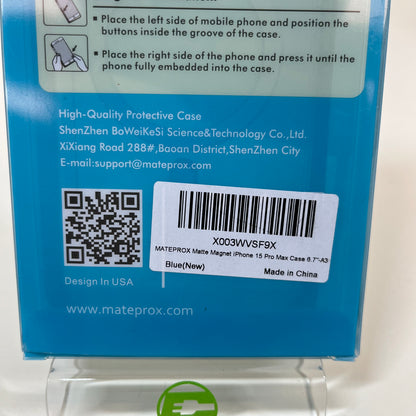 • Place the left side of mobile phone and position the
buttons inside the groove of the case.
• Place the right side of the phone and press it until the
phone fully embedded into the case.
High-Quality Protective Case
ShenZhen BoWeiKeSi Science&Technology Co.,Ltd.
XiXiang Road 288#,Baoan District,ShenZhen City
E-mail:support@mateprox.com
X003WVSF9X
MATEPROX Matte Magnet iPhone 15 Pro Max Case 6.7"-A3
Blue(New)
Made in China
Design In USA
www.mateprox.com